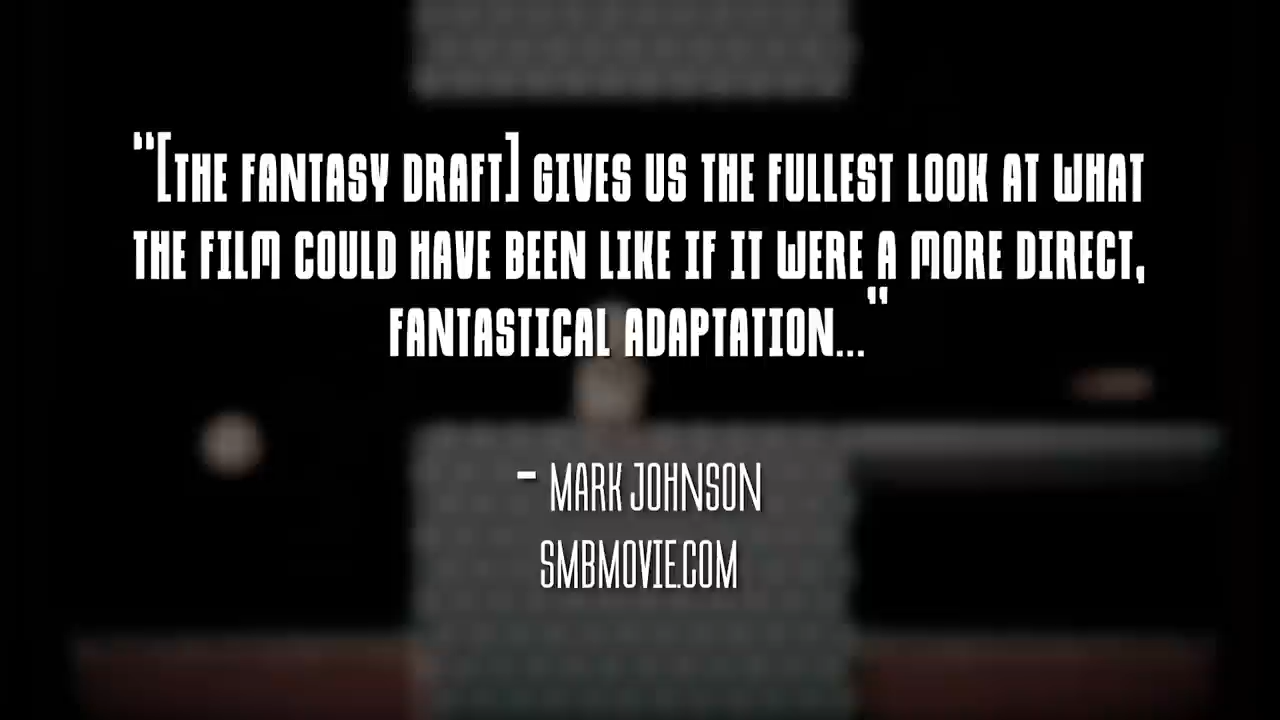 "[THE FANTASY DRAFT] GIVES US THE FULLEST LOOK AT WHAT
THE FILM COULD HAVE BEEN LIKE IF IT WERE A MORE DIRECT,
FANTASTICAL ADAPTATION..."
- MARK JOHNSON
SMBMOVIE.COM